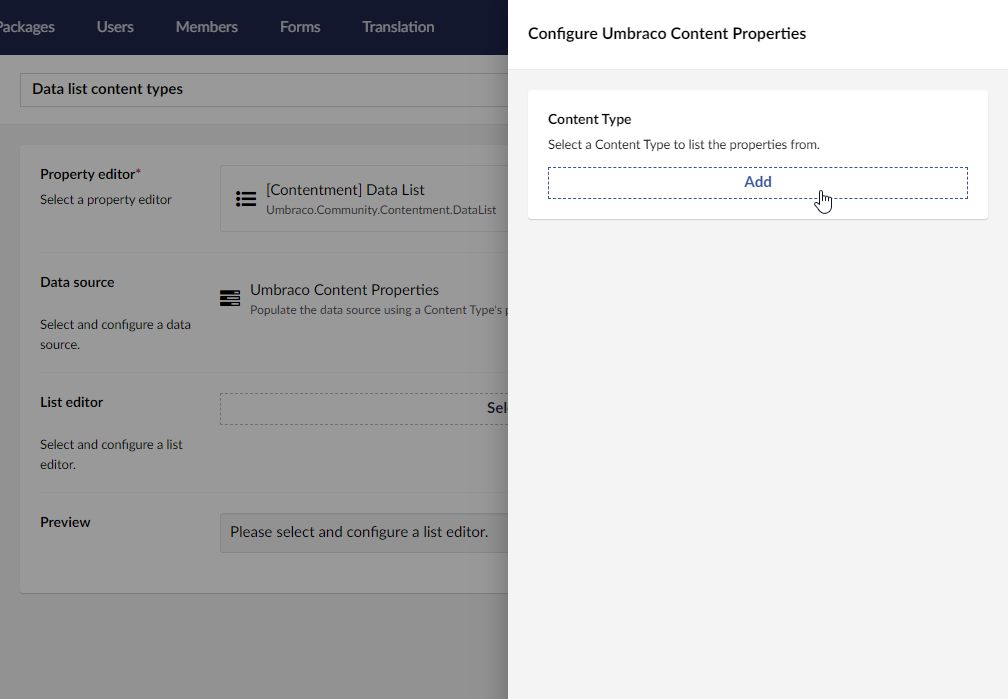 Packages Users Members Forms Translation
Configure Umbraco Content Properties
Data list content types
Content Type
Select a Content Type to list the properties from.
Add
Property editor*
Select a property editor
[Contentment] Data List
Umbraco.Community.Contentment.DataList
Data source
Select and configure a data
source.
Umbraco Content Properties
Populate the data source using a Content Type's
List editor
Select and configure a list
editor.
Preview
Please select and configure a list editor.